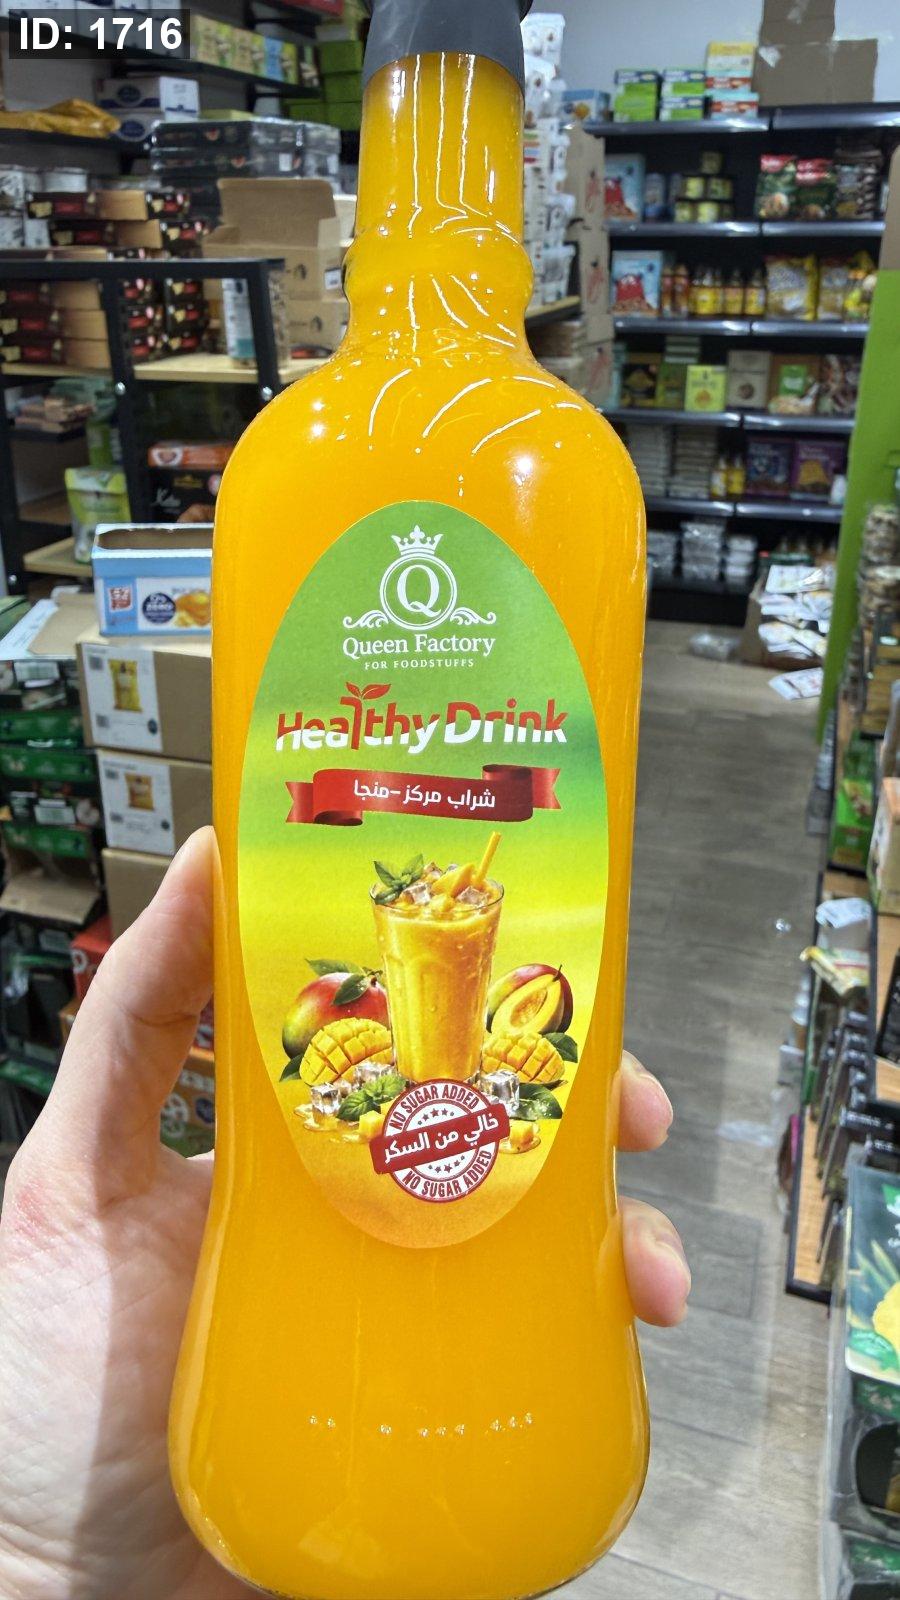 ID: 1716
Q
Queen Factory
FOR FOODSTUFFS
Healthy Drink
شراب مركز-منجا
NO SUGAR ADDED
خالي من السكر
NO SUGAR ADDED